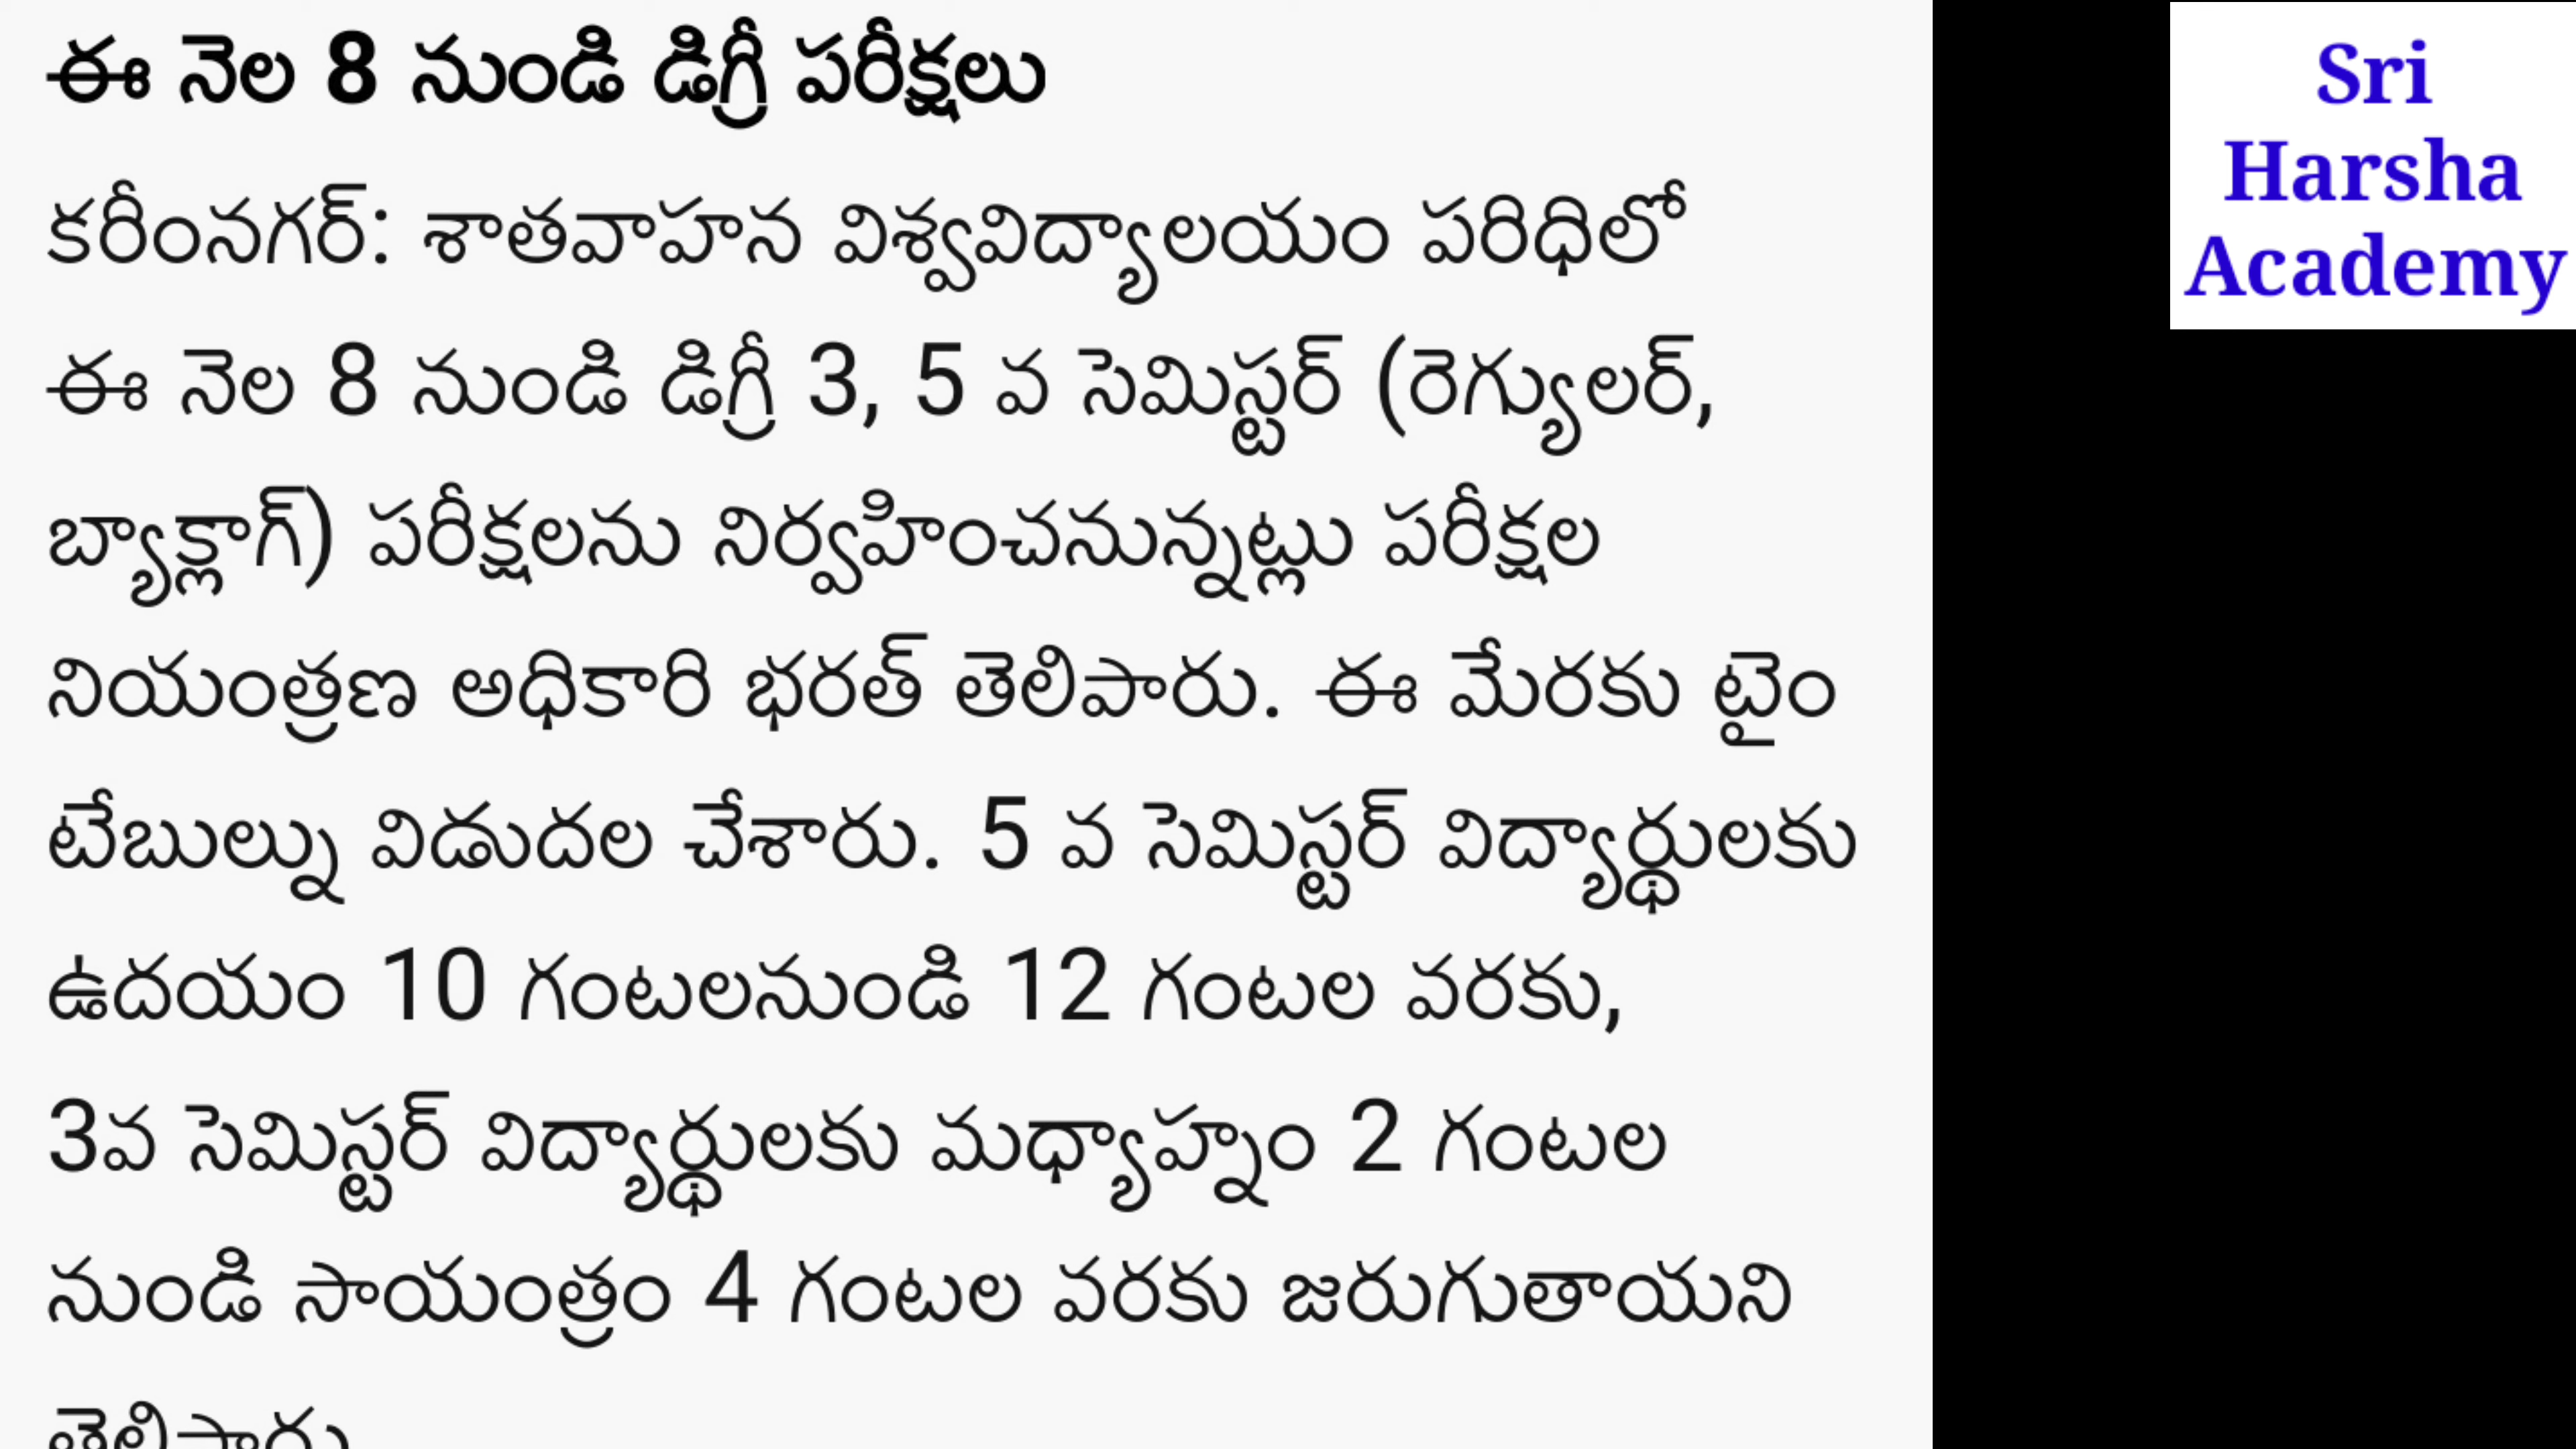 ఈ నెల 8 నుండి డిగ్రీ పరీక్షలు
కరీంనగర్: శాతవాహన విశ్వవిద్యాలయం పరిధిలో
ఈ నెల 8 నుండి డిగ్రీ 3, 5 వ సెమిస్టర్ (రెగ్యులర్,
బ్యాక్లాగ్) పరీక్షలను నిర్వహించనున్నట్లు పరీక్షల
నియంత్రణ అధికారి భరత్ తెలిపారు. ఈ మేరకు టైం
టేబుల్ను విడుదల చేశారు. 5 వ సెమిస్టర్ విద్యార్థులకు
ఉదయం 10 గంటలనుండి 12 గంటల వరకు,
3వ సెమిస్టర్ విద్యార్థులకు మధ్యాహ్నం 2 గంటల
నుండి సాయంత్రం 4 గంటల వరకు జరుగుతాయని
తెలిపారు
Sri
Harsha
Academy